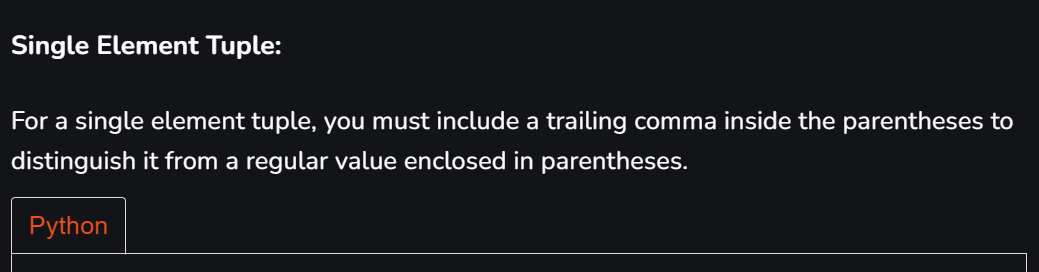 Single Element Tuple:
For a single element tuple, you must include a trailing comma inside the parentheses to
distinguish it from a regular value enclosed in parentheses.
Python